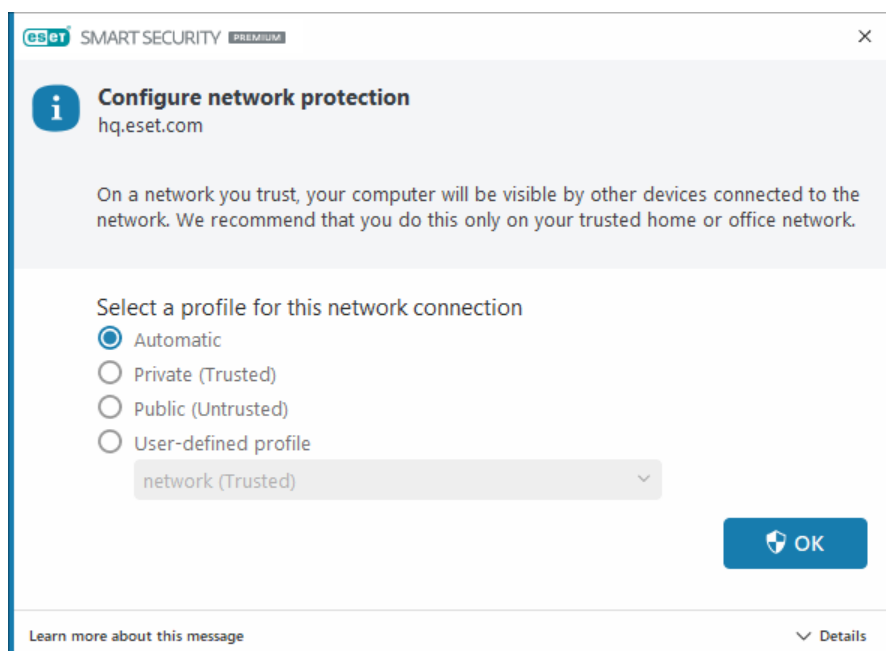 eseT SMART SECURITY PREMIUM
Configure network protection
hq.eset.com
On a network you trust, your computer will be visible by other devices connected to the
network. We recommend that you do this only on your trusted home or office network.
Select a profile for this network connection
Automatic
Private (Trusted)
Public (Untrusted)
User-defined profile
network (Trusted)
OK
Learn more about this message
Details